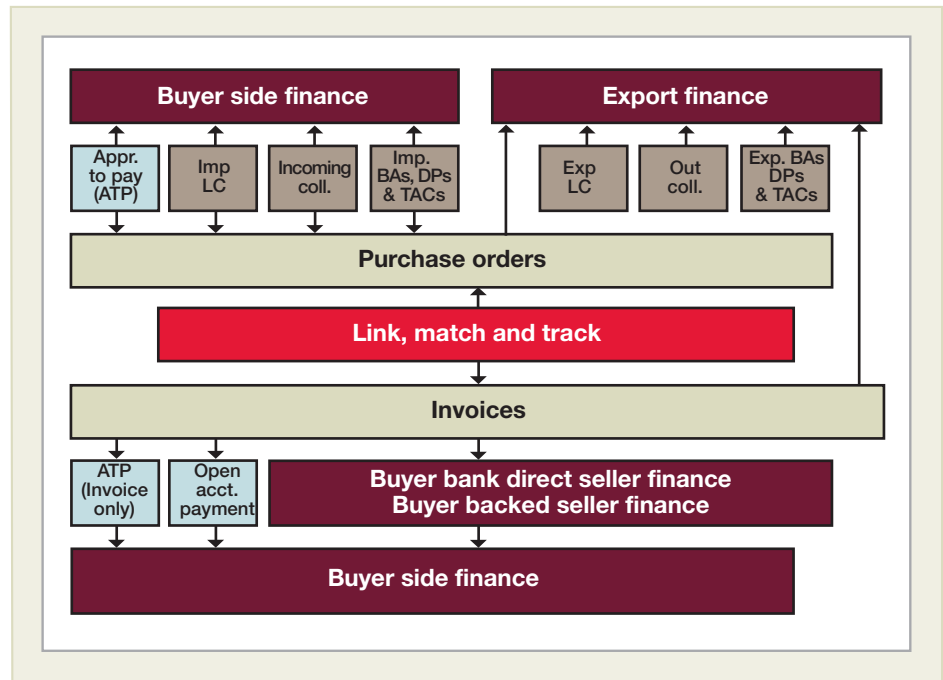 Buyer side finance
Export finance
Appr.
to pay
(ATP)
Imp
LC
Incoming
coll.
Imp.
BAs, DPs
& TACs
Exp
LC
Out
coll.
Exp. BAs
DPs
& TACs
Purchase orders
Link, match and track
Invoices
ATP
(Invoice
only)
Open
acct.
payment
Buyer bank direct seller finance
Buyer backed seller finance
Buyer side finance